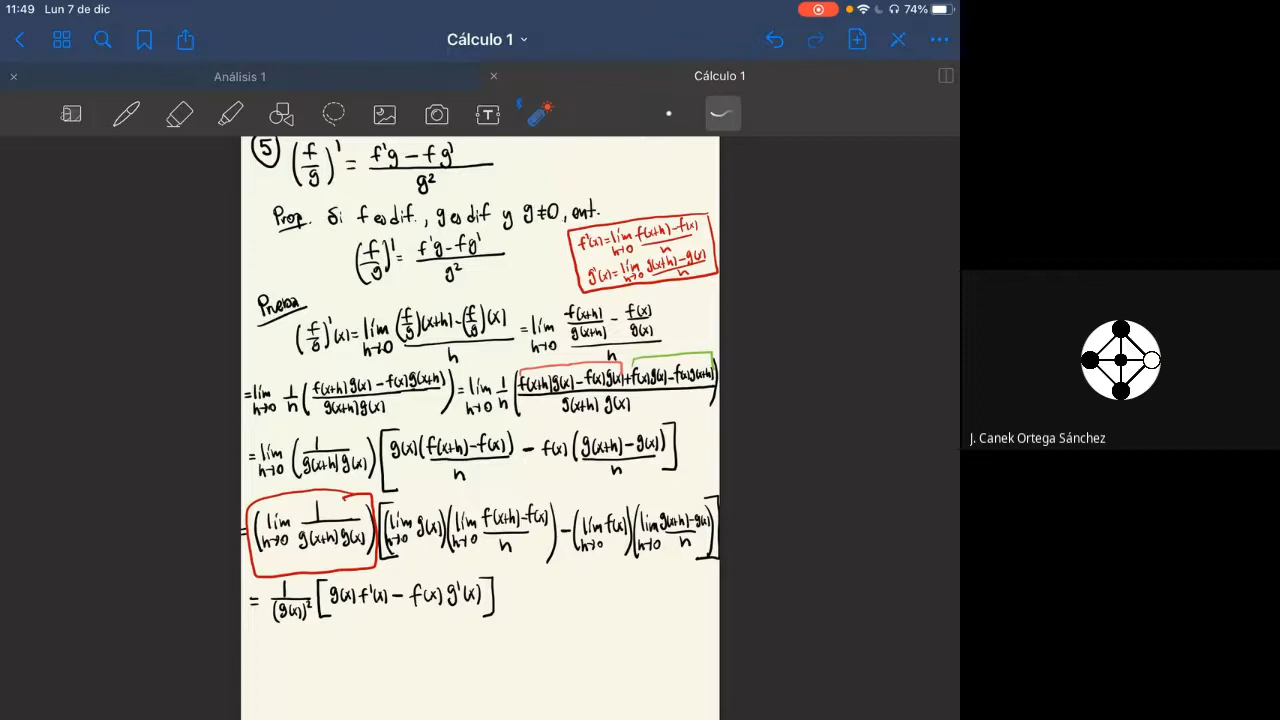 11:49 Lun 7 de dic 74%
Cálculo 1
Análisis 1 Cálculo 1
T
5 (f/g)' = (f'g - fg')/g²
Prop. Si f es dif., g es dif y g≠0, ent.
(f/g)' = (f'g - fg')/g²
f'(x) = lím h→0 (f(x+h) - f(x))/h
g'(x) = lím h→0 (g(x+h) - g(x))/h
Prueba
(f/g)'(x) = lím h→0 ((f/g)(x+h) - (f/g)(x))/h = lím h→0 (f(x+h)/g(x+h) - f(x)/g(x))/h
= lím h→0 1/h ((f(x+h)g(x) - f(x)g(x+h))/(g(x+h)g(x))) = lím h→0 1/h ((f(x+h)g(x) - f(x)g(x) + f(x)g(x) - f(x)g(x+h))/(g(x+h)g(x)))
= lím h→0 (1/(g(x+h)g(x))) [g(x)((f(x+h) - f(x))/h) - f(x)((g(x+h) - g(x))/h)]
= (lím h→0 1/(g(x+h)g(x))) [(lím h→0 g(x))(lím h→0 (f(x+h) - f(x))/h) - (lím h→0 f(x))(lím h→0 (g(x+h) - g(x))/h)]
= 1/(g(x))² [g(x)f'(x) - f(x)g'(x)]
J. Canek Ortega Sánchez